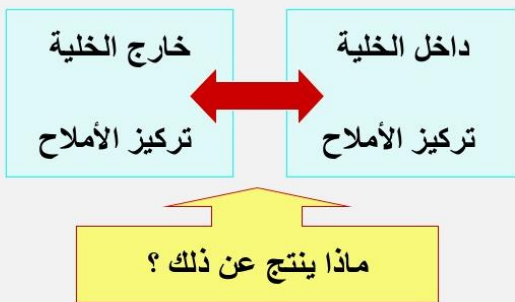 داخل الخلية
تركيز الأملاح
خارج الخلية
تركيز الأملاح
ماذا ينتج عن ذلك ؟